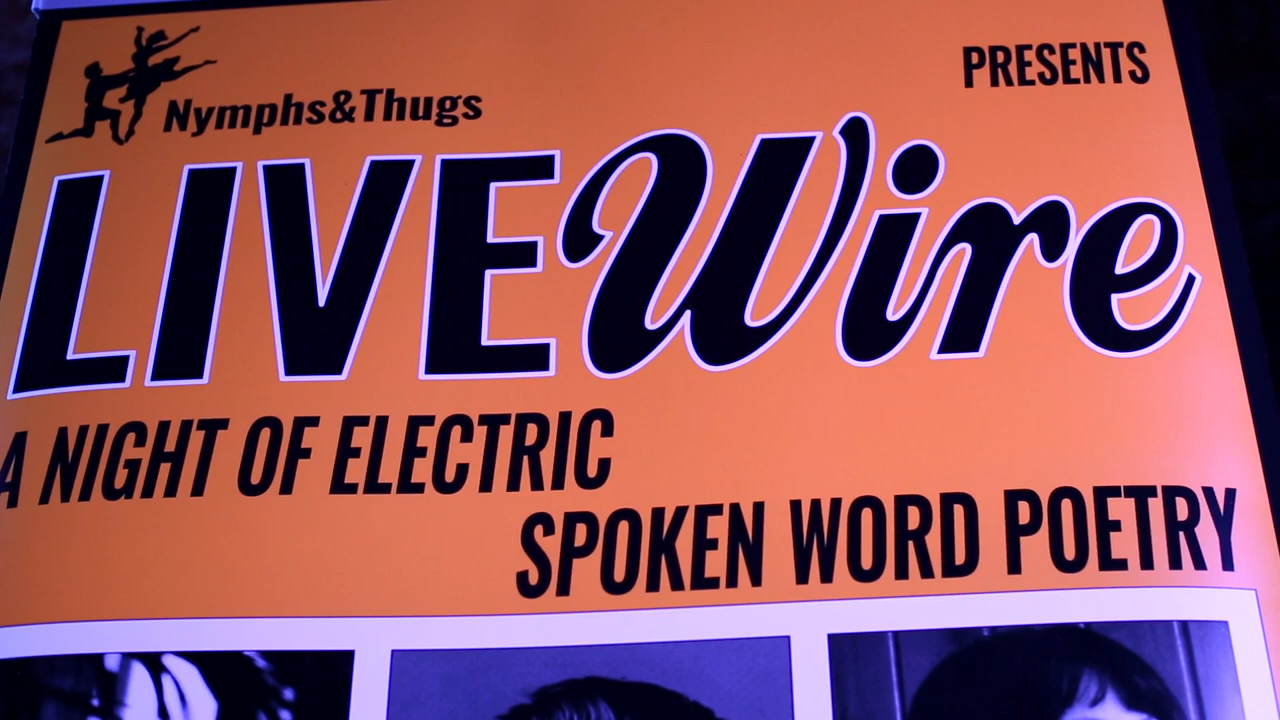 Nymphs&Thugs
PRESENTS
LIVEWire
A NIGHT OF ELECTRIC
SPOKEN WORD POETRY